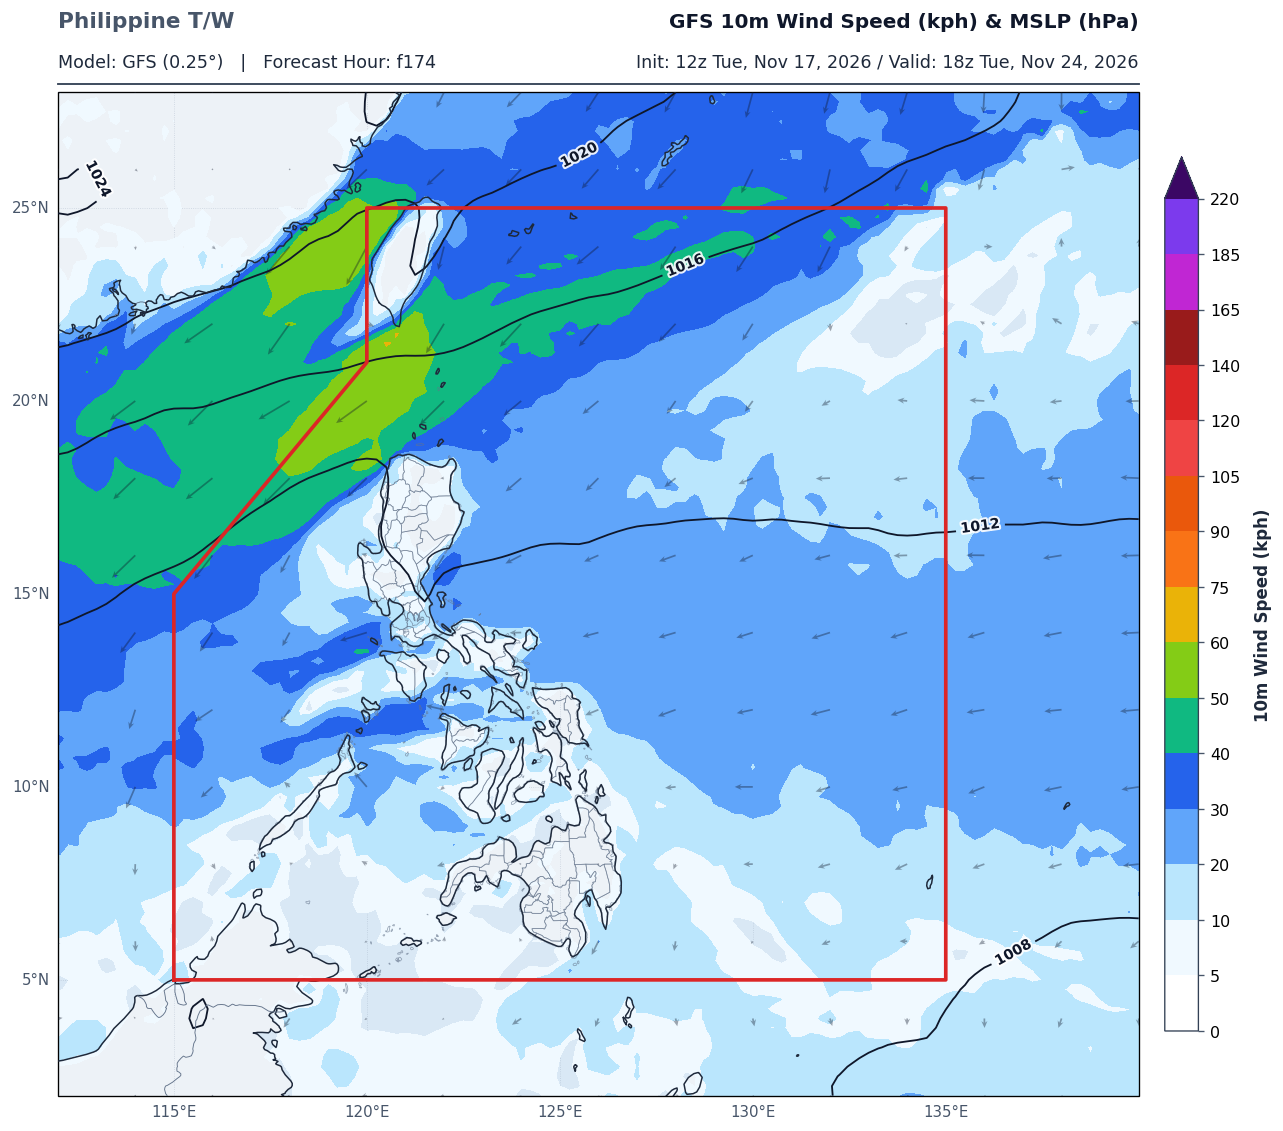 Philippine T/W
GFS 10m Wind Speed (kph) & MSLP (hPa)
Model: GFS (0.25°) | Forecast Hour: f174
Init: 12z Tue, Nov 17, 2026 / Valid: 18z Tue, Nov 24, 2026
1024
1020
1016
1012
1008
25°N
20°N
15°N
10°N
5°N
115°E
120°E
125°E
130°E
135°E
220
185
165
140
120
105
90
75
60
50
40
30
20
10
5
0
10m Wind Speed (kph)